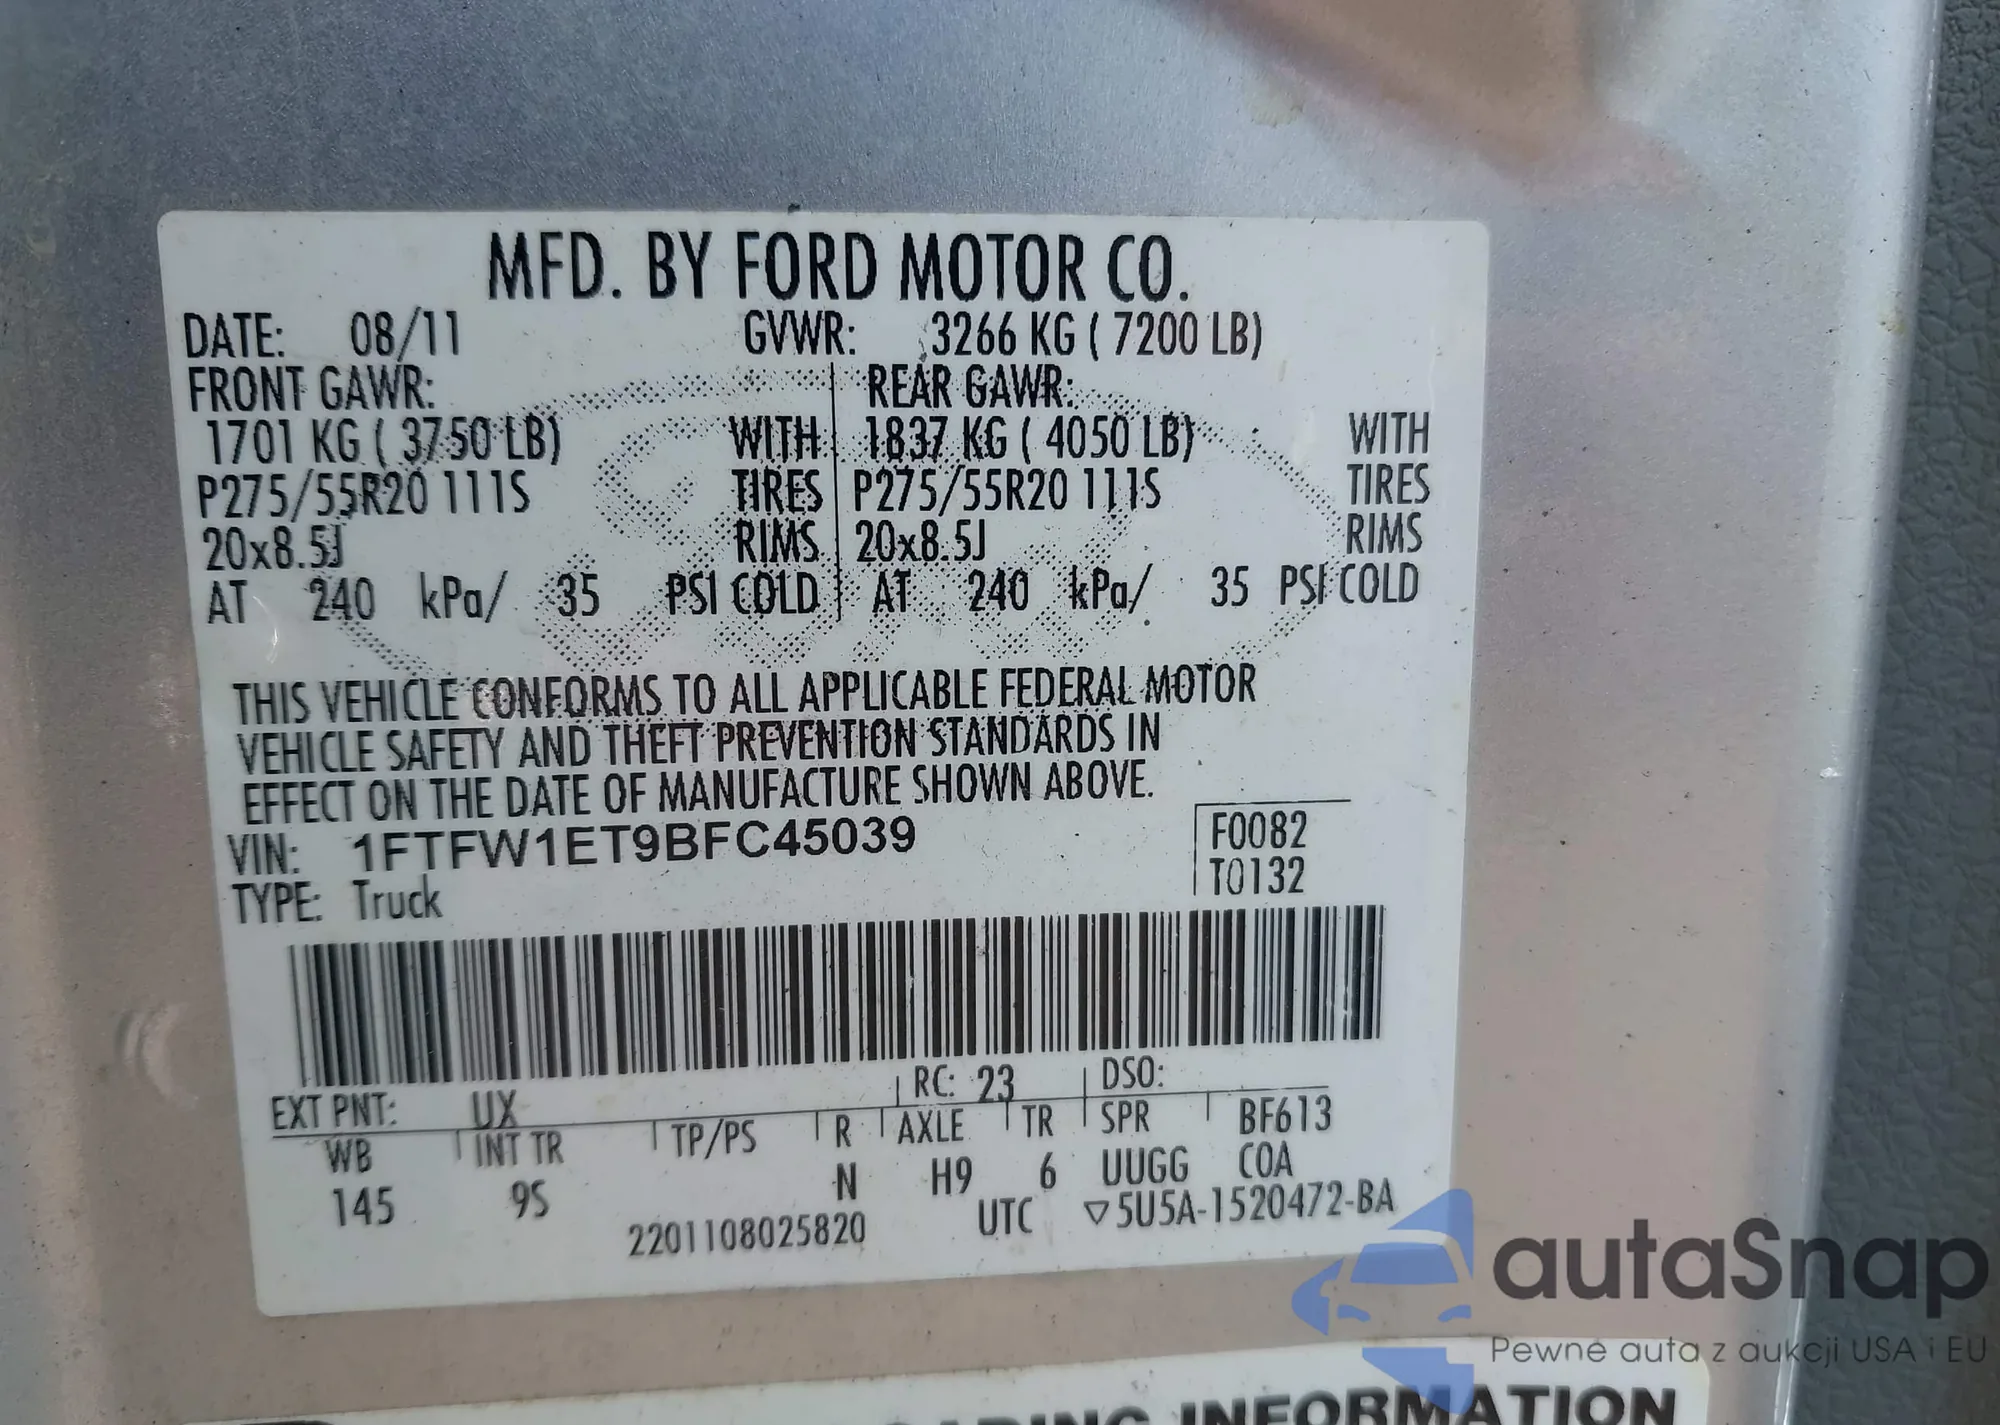 MFD. BY FORD MOTOR CO.
DATE: 08/11 GVWR: 3266 KG ( 7200 LB)
FRONT GAWR: REAR GAWR:
1701 KG ( 3750 LB) WITH 1837 KG ( 4050 LB) WITH
P275/55R20 111S TIRES P275/55R20 111S TIRES
20x8.5J RIMS 20x8.5J RIMS
AT 240 kPa/ 35 PSI COLD AT 240 kPa/ 35 PSI COLD
THIS VEHICLE CONFORMS TO ALL APPLICABLE FEDERAL MOTOR
VEHICLE SAFETY AND THEFT PREVENTION STANDARDS IN
EFFECT ON THE DATE OF MANUFACTURE SHOWN ABOVE.
VIN: 1FTFW1ET9BFC45039 F0082
TYPE: Truck T0132
EXT PNT: UX RC: 23 DSO:
WB INT TR TP/PS R AXLE TR SPR BF613
145 9S N H9 6 UUGG COA
2201108025820 UTC ▽5U5A-1520472-BA
autaSnap
Pewne auta z aukcji USA i EU
INFORMATION